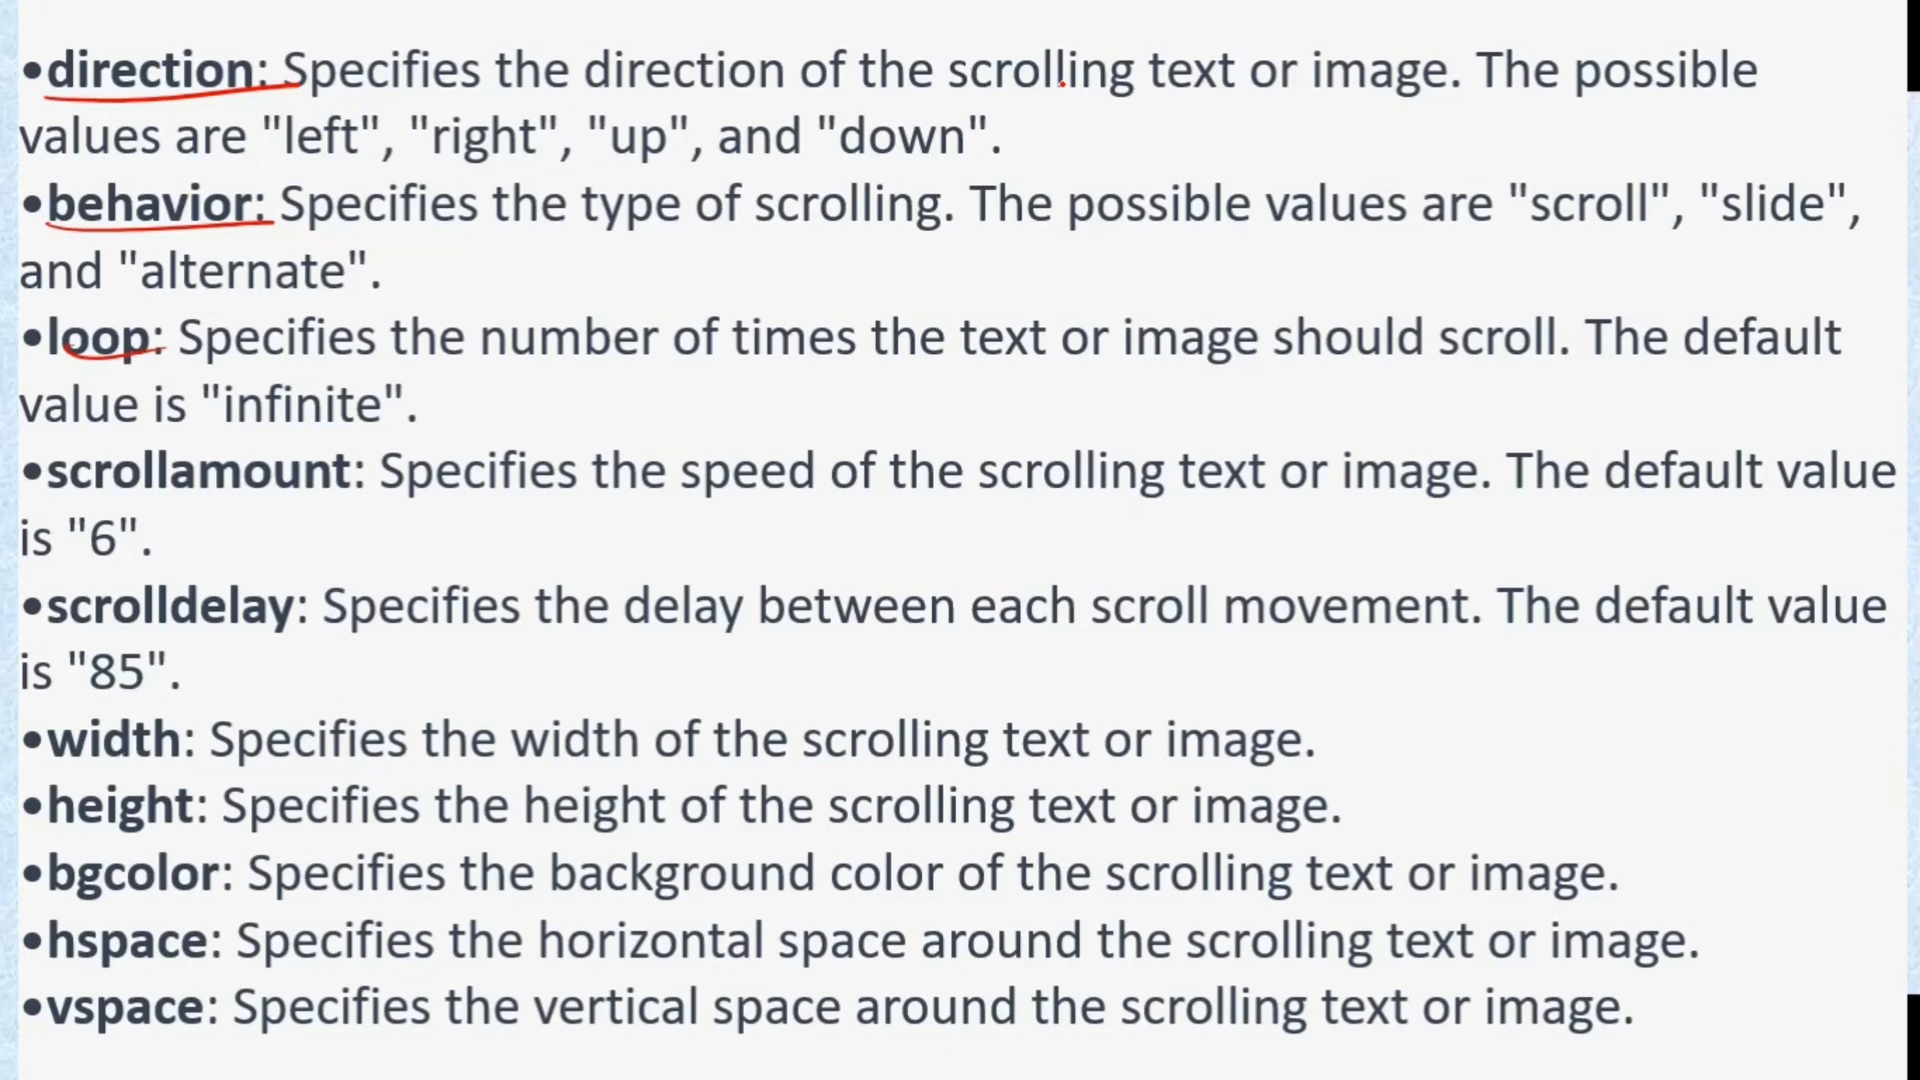 •direction: Specifies the direction of the scrolling text or image. The possible
values are "left", "right", "up", and "down".
•behavior: Specifies the type of scrolling. The possible values are "scroll", "slide",
and "alternate".
•loop: Specifies the number of times the text or image should scroll. The default
value is "infinite".
•scrollamount: Specifies the speed of the scrolling text or image. The default value
is "6".
•scrolldelay: Specifies the delay between each scroll movement. The default value
is "85".
•width: Specifies the width of the scrolling text or image.
•height: Specifies the height of the scrolling text or image.
•bgcolor: Specifies the background color of the scrolling text or image.
•hspace: Specifies the horizontal space around the scrolling text or image.
•vspace: Specifies the vertical space around the scrolling text or image.